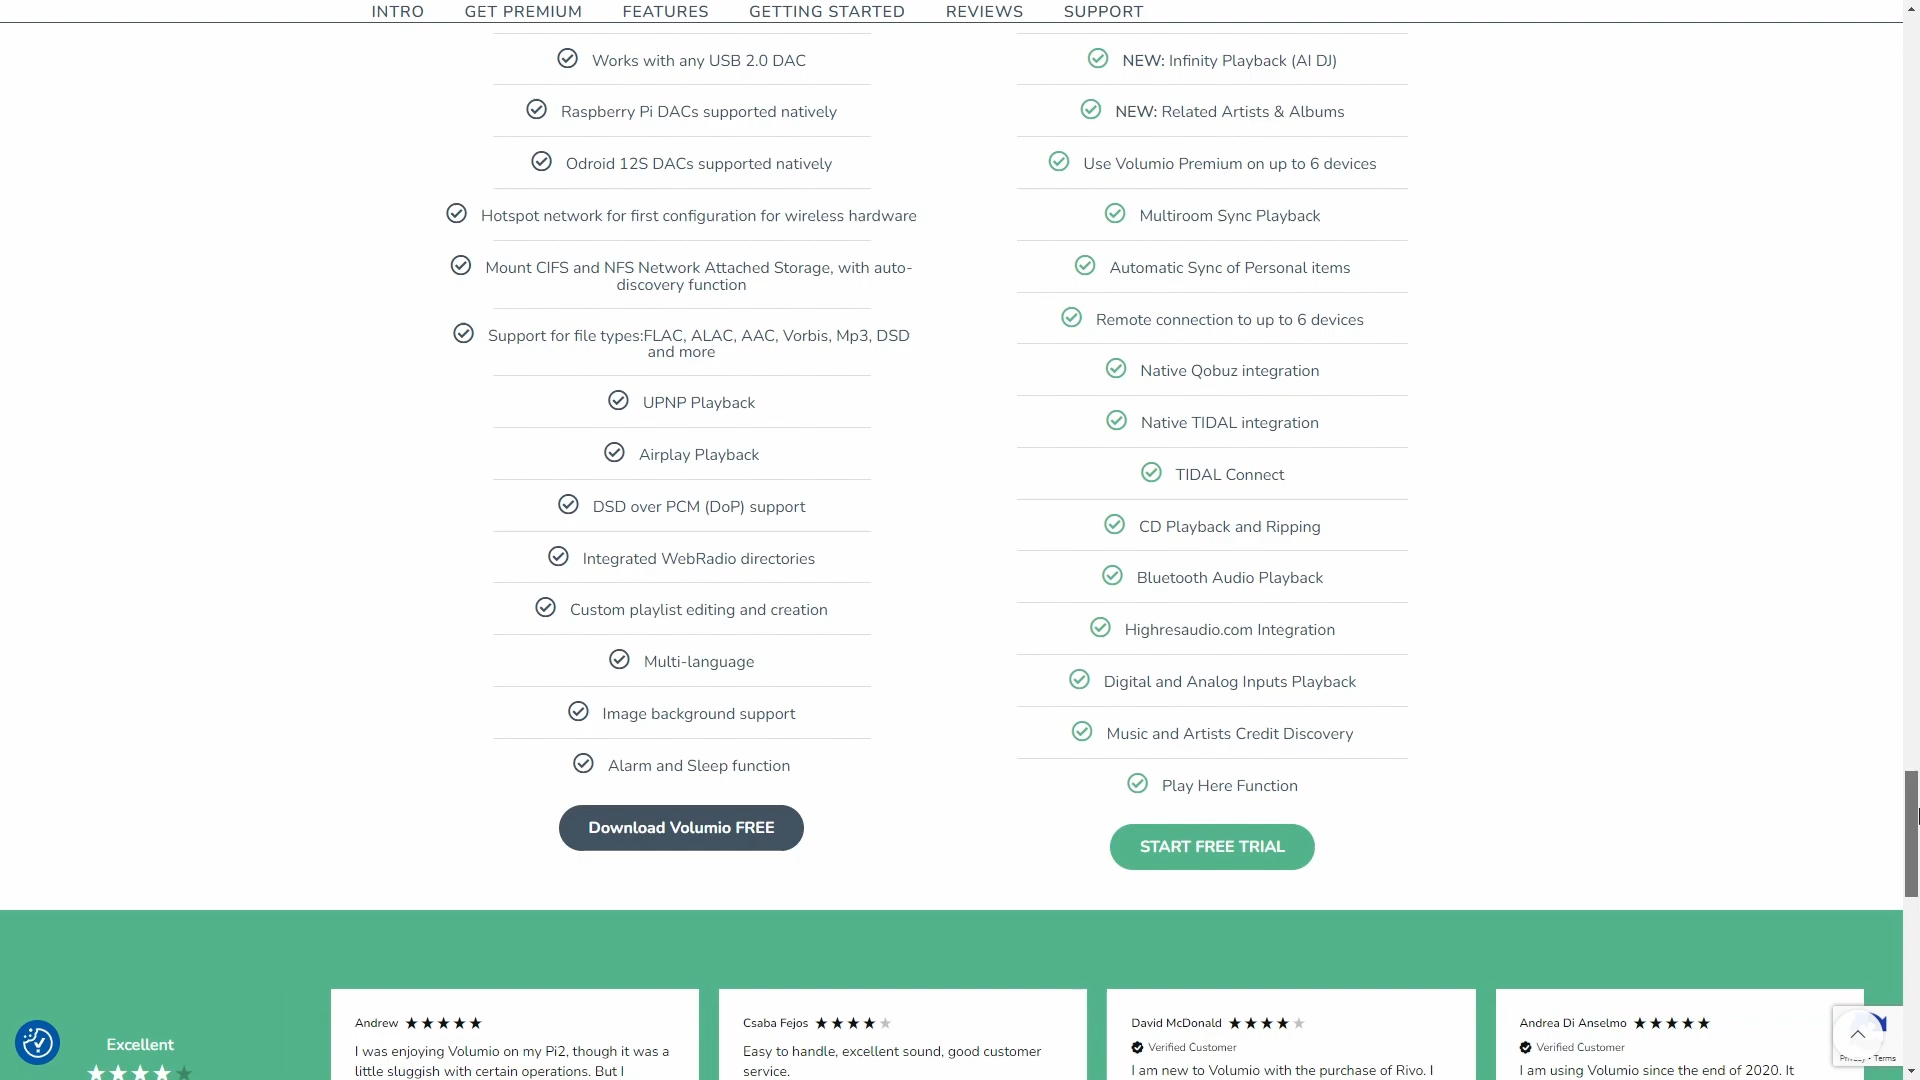 INTRO GET PREMIUM FEATURES GETTING STARTED REVIEWS SUPPORT
Works with any USB 2.0 DAC
Raspberry Pi DACs supported natively
Odroid 12S DACs supported natively
Hotspot network for first configuration for wireless hardware
Mount CIFS and NFS Network Attached Storage, with auto-
discovery function
Support for file types:FLAC, ALAC, AAC, Vorbis, Mp3, DSD
and more
UPNP Playback
Airplay Playback
DSD over PCM (DoP) support
Integrated WebRadio directories
Custom playlist editing and creation
Multi-language
Image background support
Alarm and Sleep function
Download Volumio FREE
NEW: Infinity Playback (AI DJ)
NEW: Related Artists & Albums
Use Volumio Premium on up to 6 devices
Multiroom Sync Playback
Automatic Sync of Personal items
Remote connection to up to 6 devices
Native Qobuz integration
Native TIDAL integration
TIDAL Connect
CD Playback and Ripping
Bluetooth Audio Playback
Highresaudio.com Integration
Digital and Analog Inputs Playback
Music and Artists Credit Discovery
Play Here Function
START FREE TRIAL
Excellent
Andrew
I was enjoying Volumio on my Pi2, though it was a
little sluggish with certain operations. But I
Csaba Fejos
Easy to handle, excellent sound, good customer
service.
David McDonald
Verified Customer
I am new to Volumio with the purchase of Rivo. I
Andrea Di Anselmo
Verified Customer
I am using Volumio since the end of 2020. It
Terms